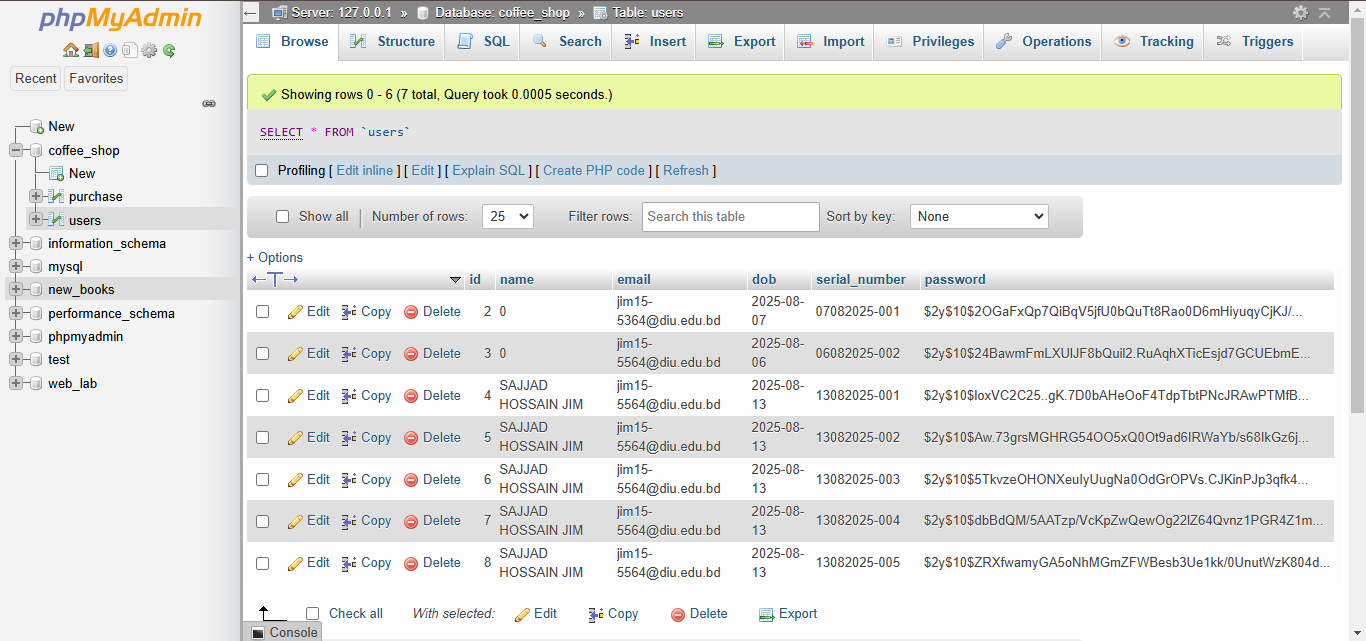 phpMyAdmin
Recent Favorites
New
coffee_shop
New
purchase
users
information_schema
mysql
new_books
performance_schema
phpmyadmin
test
web_lab
Server: 127.0.0.1 » Database: coffee_shop » Table: users
Browse Structure SQL Search Insert Export Import Privileges Operations Tracking Triggers
Showing rows 0 - 6 (7 total, Query took 0.0005 seconds.)
SELECT * FROM `users`
Profiling [ Edit inline ] [ Edit ] [ Explain SQL ] [ Create PHP code ] [ Refresh ]
Show all Number of rows: 25 Filter rows: Search this table Sort by key: None
+ Options
←T→ id name email dob serial_number password
Edit Copy Delete 2 0 jim15-5364@diu.edu.bd 2025-08-07 07082025-001 $2y$10$2OGaFxQp7QiBqV5jfU0bQuTt8Rao0D6mHiyuqyCjKJ/...
Edit Copy Delete 3 0 jim15-5564@diu.edu.bd 2025-08-06 06082025-002 $2y$10$24BawmFmLXUIJF8bQuil2.RuAqhXTicEsjd7GCUEbmE...
Edit Copy Delete 4 SAJJAD HOSSAIN JIM jim15-5564@diu.edu.bd 2025-08-13 13082025-001 $2y$10$loxVC2C25..gK.7D0bAHeOoF4TdpTbtPNcJRAwPTMfB...
Edit Copy Delete 5 SAJJAD HOSSAIN JIM jim15-5564@diu.edu.bd 2025-08-13 13082025-002 $2y$10$Aw.73grsMGHRG54OO5xQ0Ot9ad6IRWaYb/s68IkGz6j...
Edit Copy Delete 6 SAJJAD HOSSAIN JIM jim15-5564@diu.edu.bd 2025-08-13 13082025-003 $2y$10$5TkvzeOHONXeuIyUugNa0OdGrOPVs.CJKinPJp3qfk4...
Edit Copy Delete 7 SAJJAD HOSSAIN JIM jim15-5564@diu.edu.bd 2025-08-13 13082025-004 $2y$10$dbBdQM/5AATzp/VcKpZwQewOg22lZ64Qvnz1PGR4Z1m...
Edit Copy Delete 8 SAJJAD HOSSAIN JIM jim15-5564@diu.edu.bd 2025-08-13 13082025-005 $2y$10$ZRXfwamyGA5oNhMGmZFWBesb3Ue1kk/0UnutWzK804d...
Check all With selected: Edit Copy Delete Export
Console